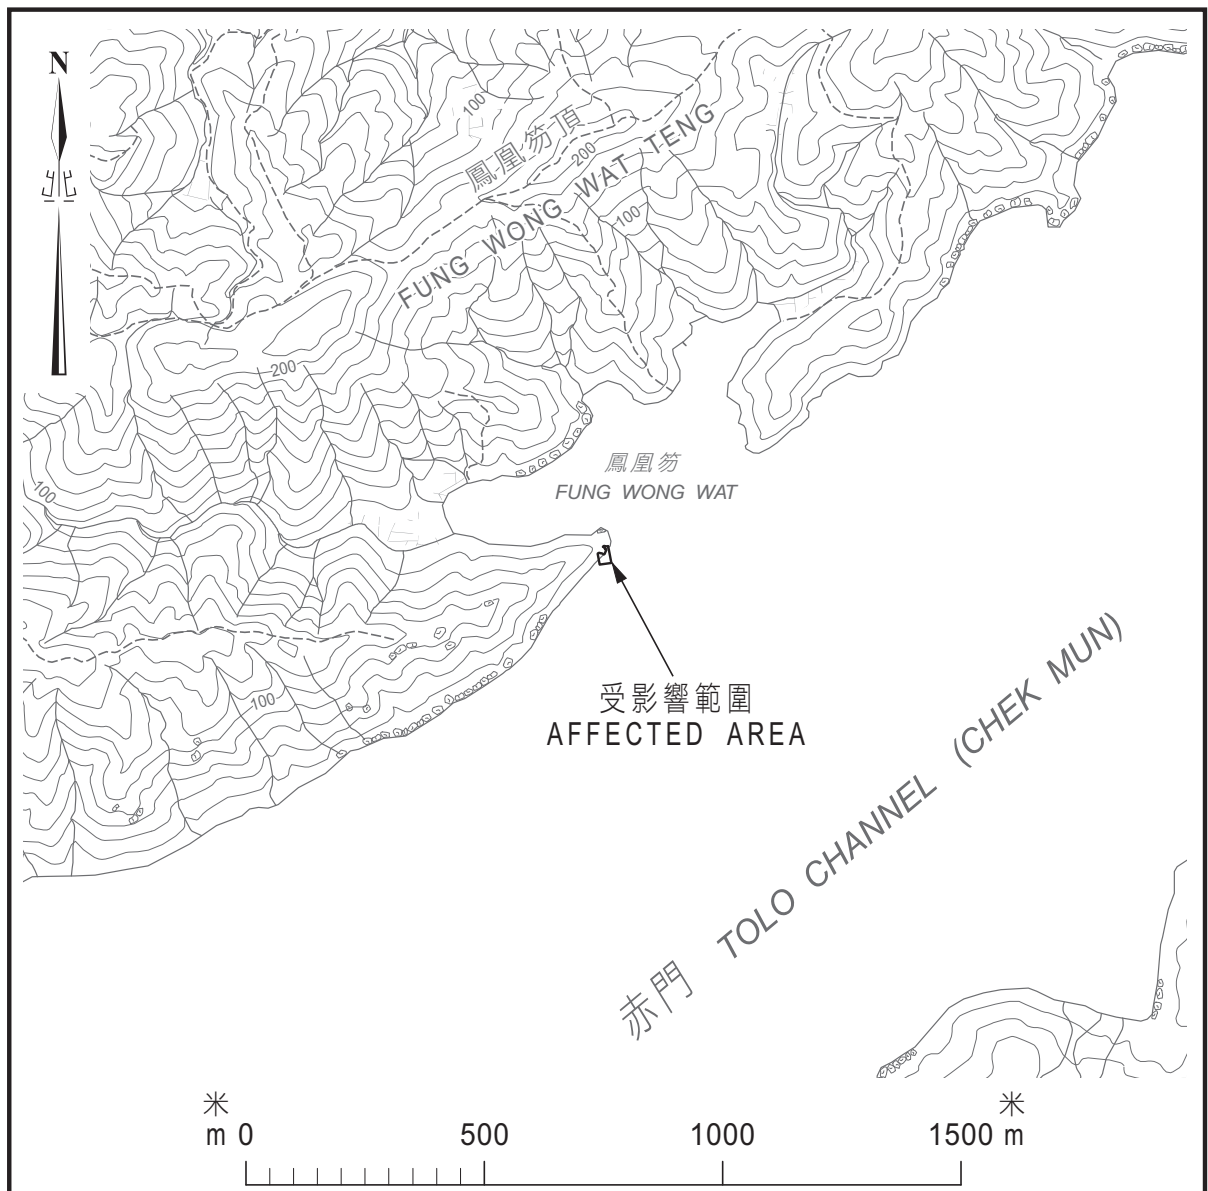 N
北
100
鳳凰笏頂
200
FUNG WONG WAT TENG
100
200
100
鳳凰笏
FUNG WONG WAT
受影響範圍
AFFECTED AREA
100
赤門 TOLO CHANNEL (CHEK MUN)
米 米
m 0 500 1000 1500 m